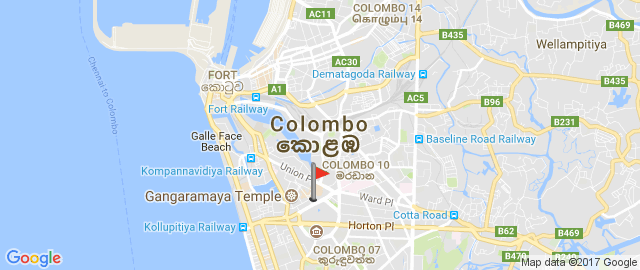 COLOMBO 14
கொழும்பு 14
AC11
B435
B469
Wellampitiya
AC30
FORT
කොටුව
Dematagoda Railway
B435
A1
AC5
B96
Fort Railway
B231
Chennai to Colombo
Colombo
කොළඹ
Galle Face
Beach
Baseline Road Railway
Kompannavidiya Railway
Union P
COLOMBO 10
මරදාන
Gangaramaya Temple
Ward Pl
Cotta Road
Kollupitiya Railway
Horton Pl
B62
B469
COLOMBO 07
කුරුඳුවත්ත
B470
B469
Google
Map data ©2017 Google